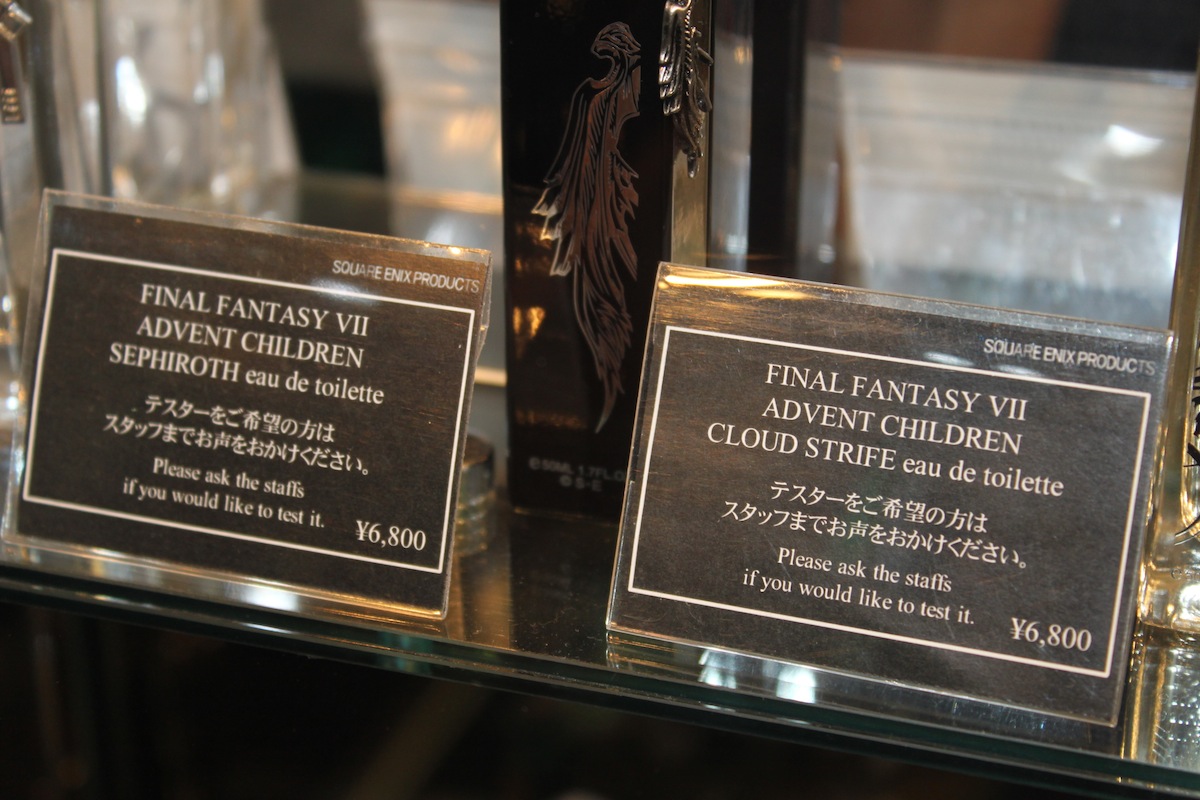 SQUARE ENIX PRODUCTS
FINAL FANTASY VII
ADVENT CHILDREN
SEPHIROTH eau de toilette
テスターをご希望の方は
スタッフまでお声をおかけください。
Please ask the staffs
if you would like to test it.
¥6,800
©50ML 1.7FL.O
©S-E
SQUARE ENIX PRODUCTS
FINAL FANTASY VII
ADVENT CHILDREN
CLOUD STRIFE eau de toilette
テスターをご希望の方は
スタッフまでお声をおかけください。
Please ask the staffs
if you would like to test it.
¥6,800